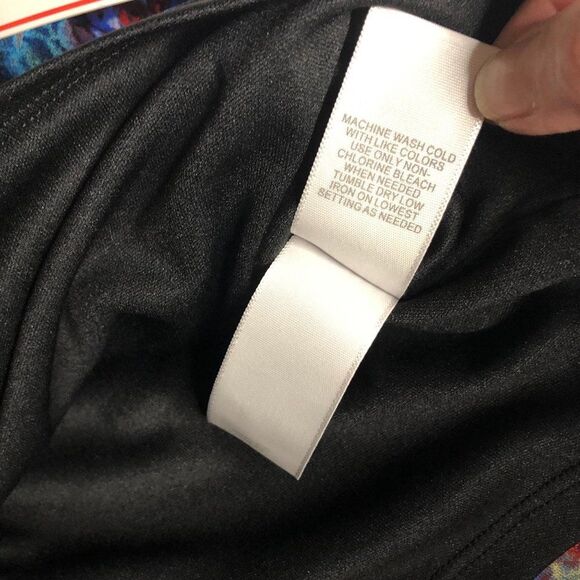 MACHINE WASH COLD
WITH LIKE COLORS
USE ONLY NON-
CHLORINE BLEACH
WHEN NEEDED
TUMBLE DRY LOW
IRON ON LOWEST
SETTING AS NEEDED